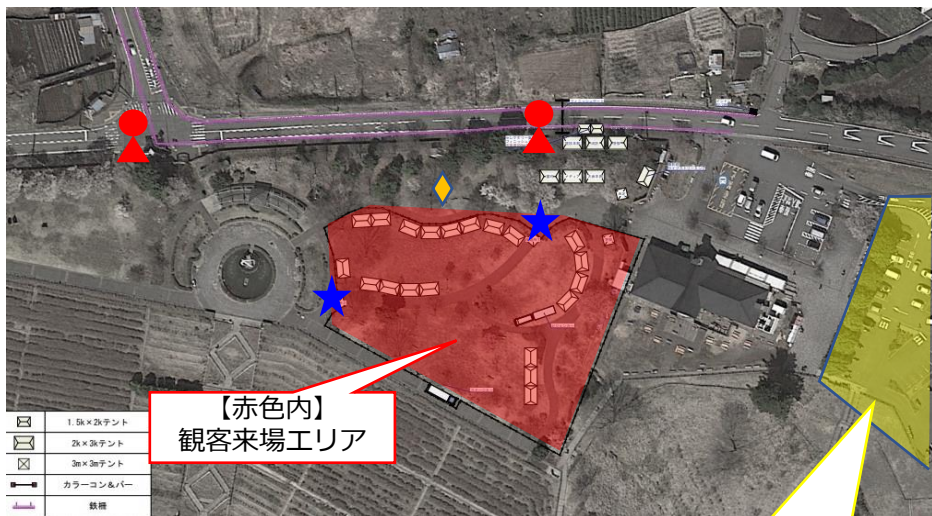 【赤色内】
観客来場エリア
1.5k×2kテント
2k×3kテント
3m×3mテント
カラーコン&バー
鉄柵